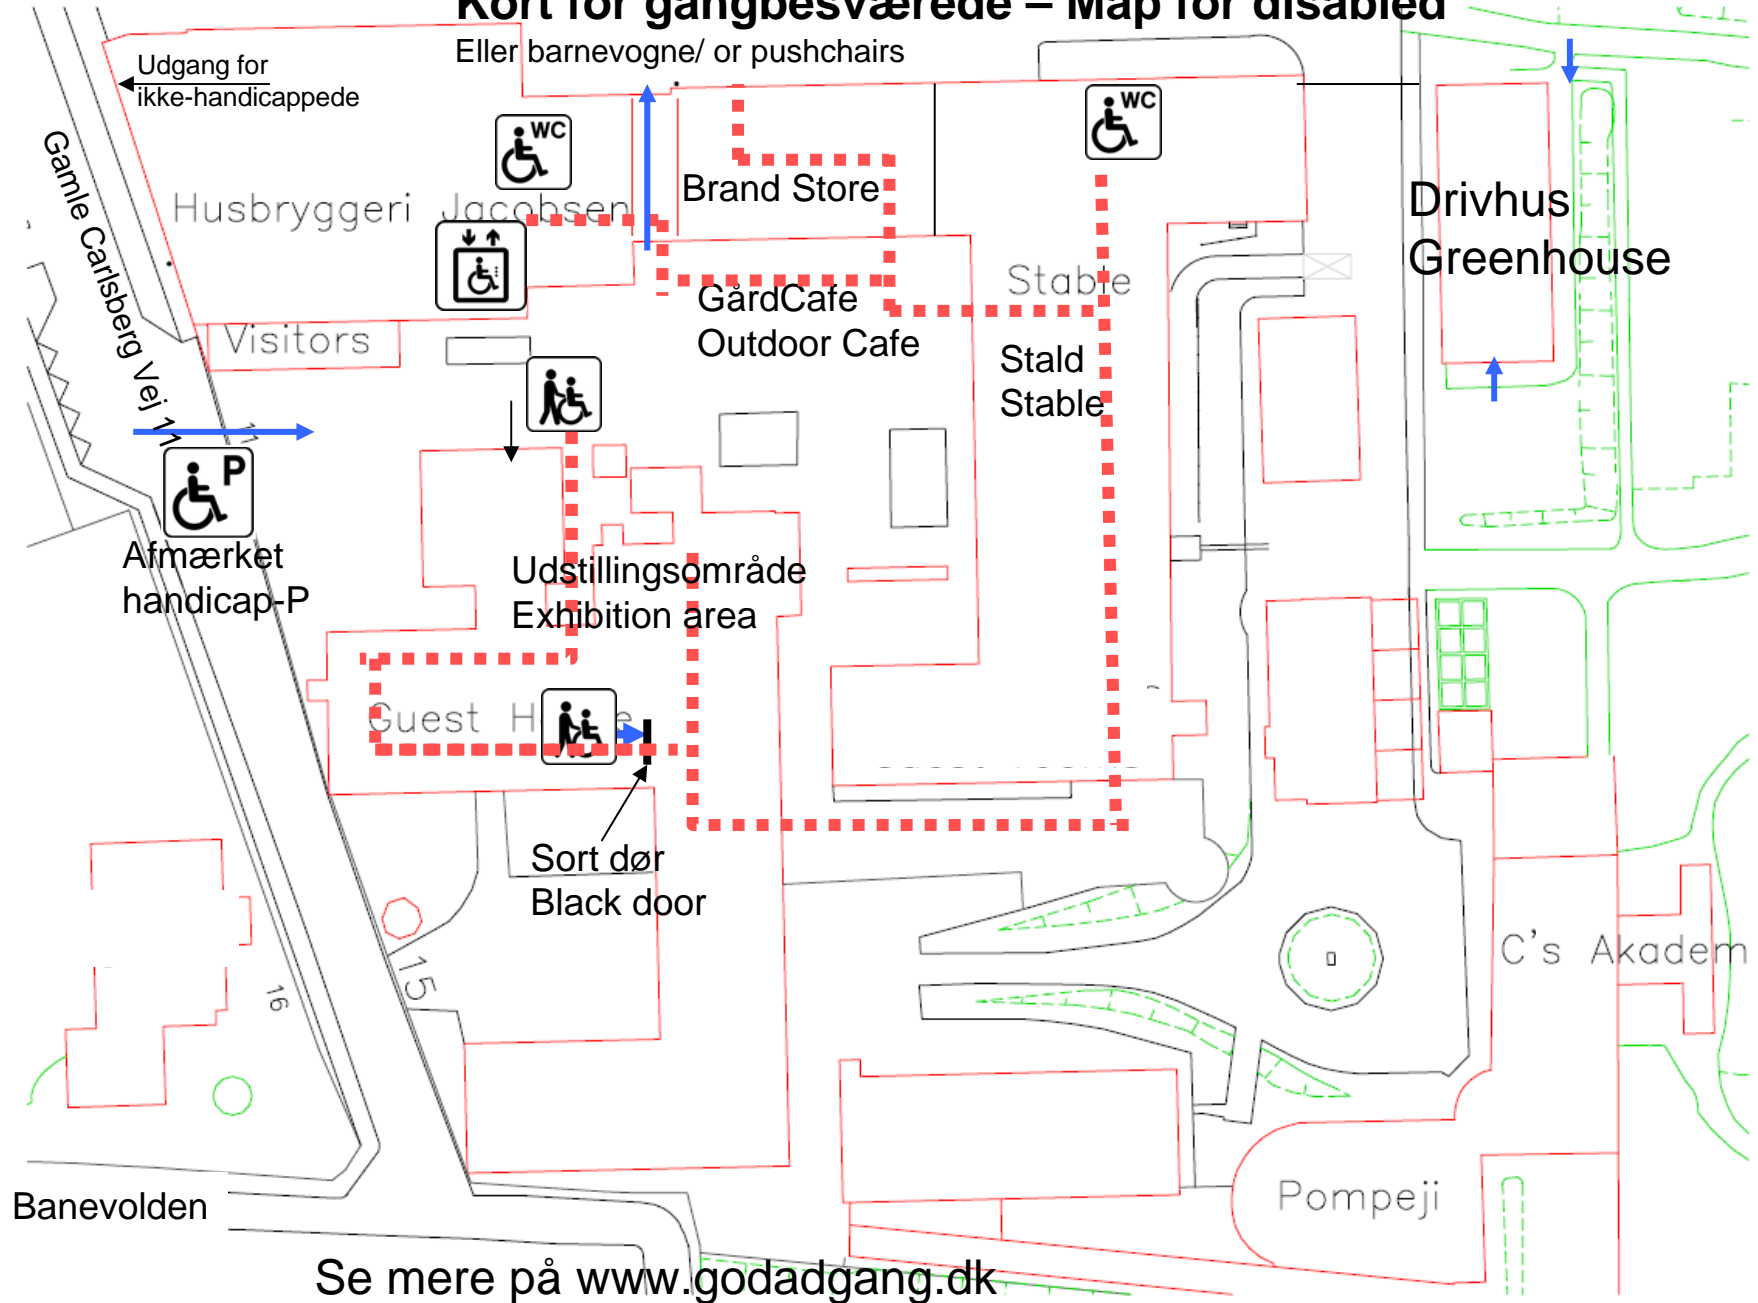 Kort for gangbesværede – Map for disabled
Eller barnevogne/ or pushchairs
Udgang for
ikke-handicappede
WC
WC
Gamle Carlsberg Vej 11
Husbryggeri Jacobsen
Brand Store
Drivhus
Greenhouse
Stable
GårdCafe
Outdoor Cafe
Visitors
Stald
Stable
11
P
Afmærket
handicap-P
Udstillingsområde
Exhibition area
Guest
Sort dør
Black door
15
16
C's Akadem
Banevolden
Pompeji
Se mere på www.godadgang.dk